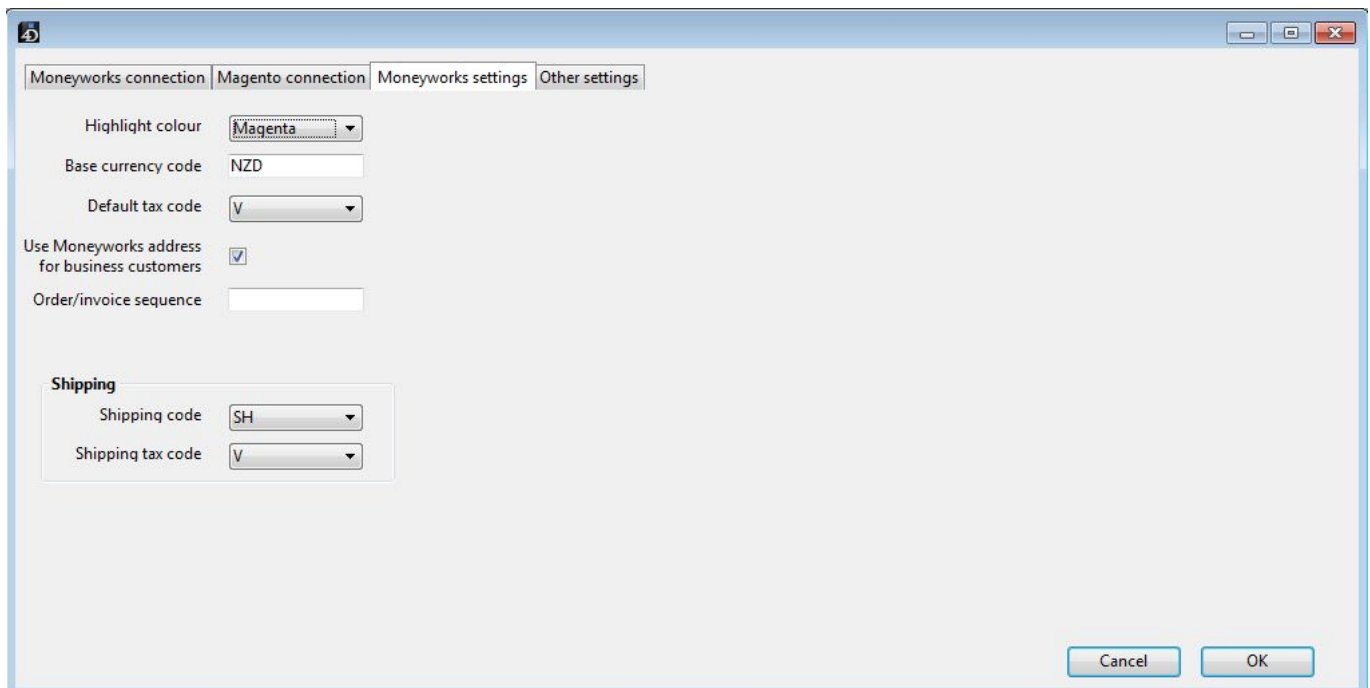 4D
Moneyworks connection Magento connection Moneyworks settings Other settings
Highlight colour Magenta
Base currency code NZD
Default tax code V
Use Moneyworks address
for business customers
Order/invoice sequence
Shipping
Shipping code SH
Shipping tax code V
Cancel OK